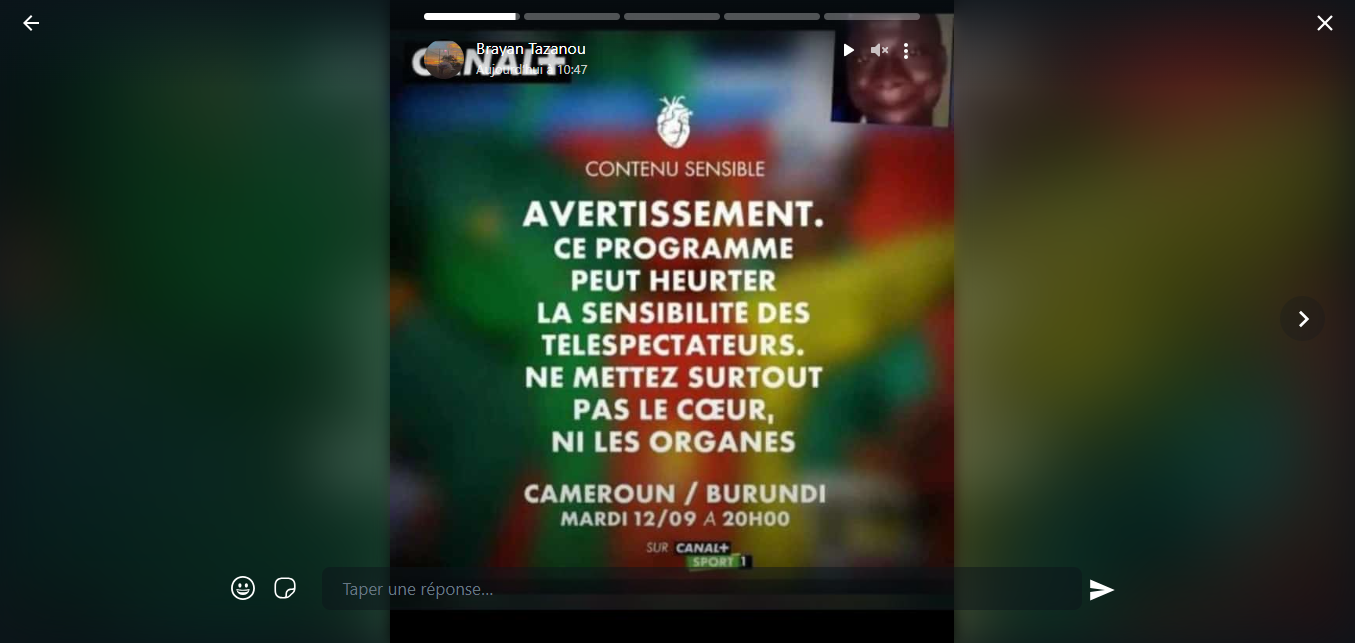 Brayan Tazanou
Aujourd'hui à 10:47
CANAL+
CONTENU SENSIBLE
AVERTISSEMENT.
CE PROGRAMME
PEUT HEURTER
LA SENSIBILITÉ DES
TÉLESPECTATEURS.
NE METTEZ SURTOUT
PAS LE CŒUR,
NI LES ORGANES
CAMEROUN / BURUNDI
MARDI 12/09 A 20H00
SUR CANAL+
SPORT 1
Taper une réponse...